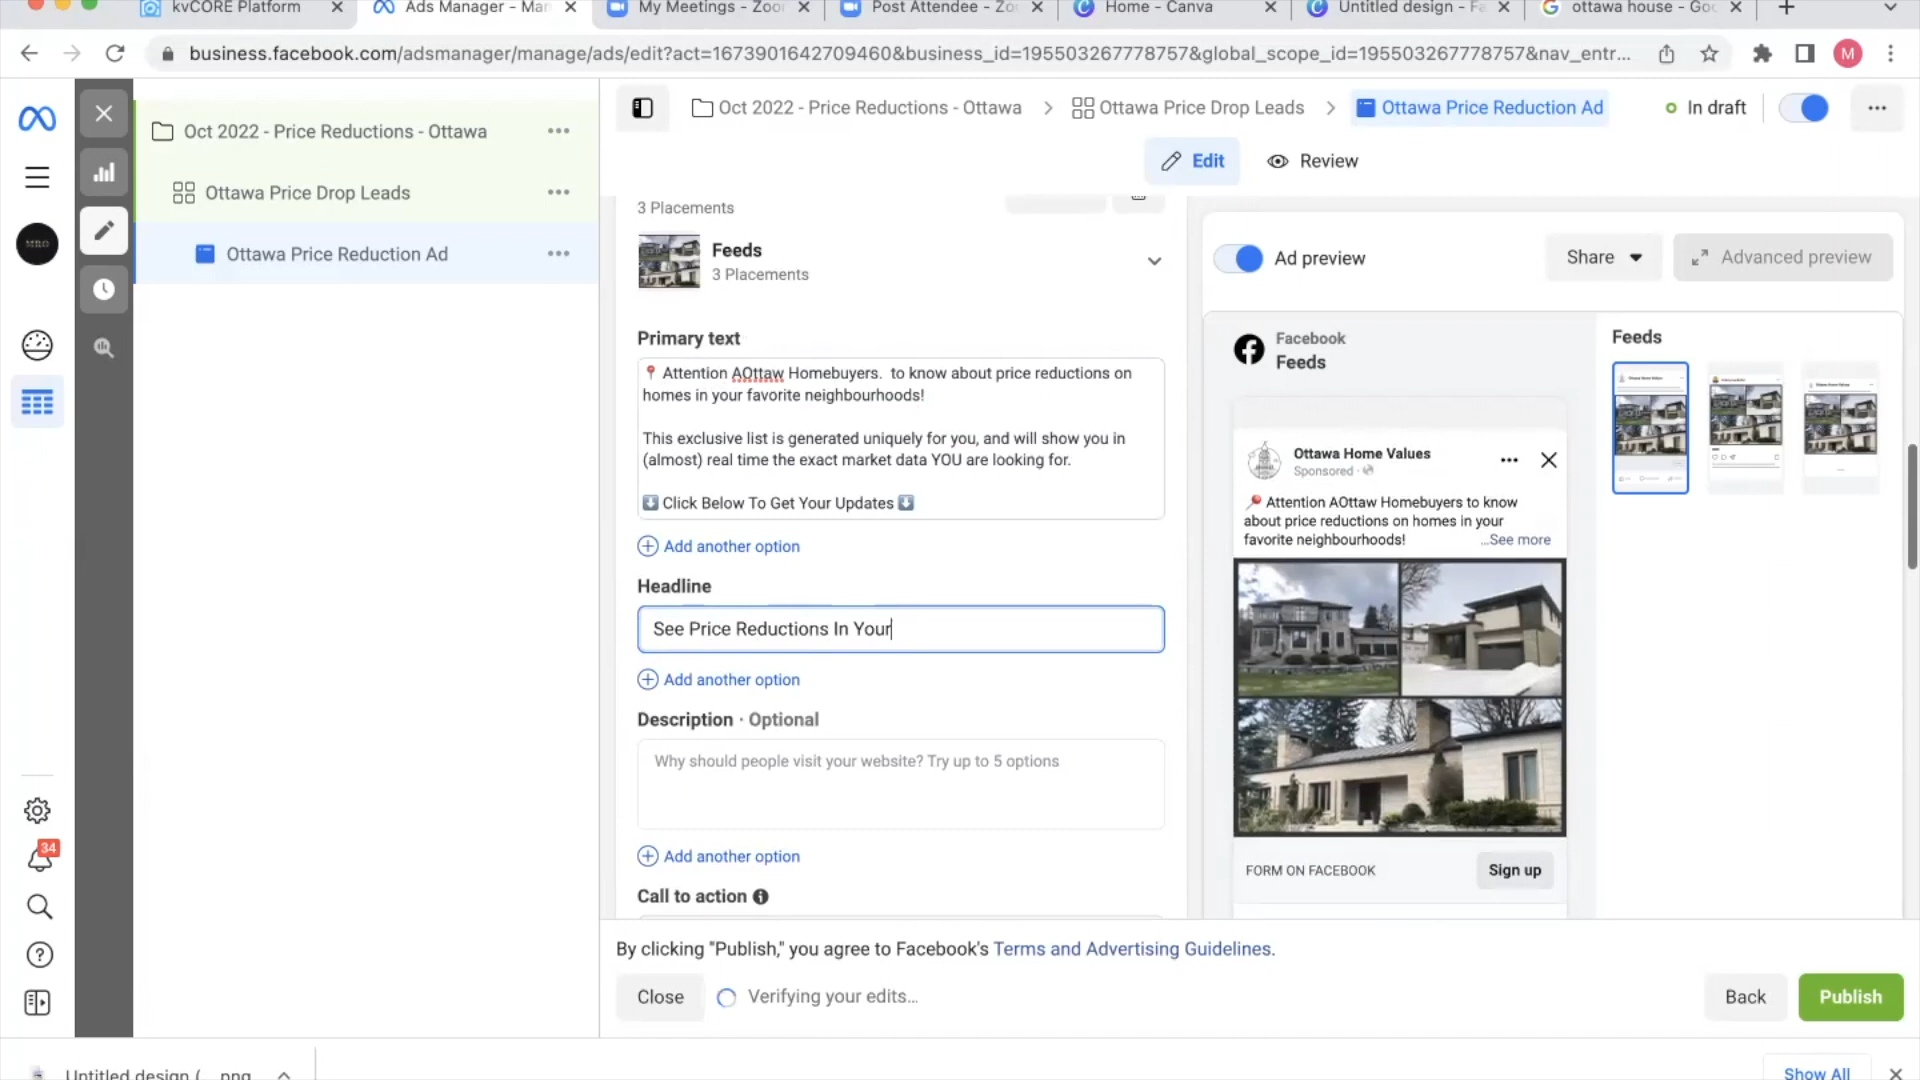 kvCORE Platform
Ads Manager - Man
My Meetings - Zoo
Post Attendee - Zo
Home - Canva
Untitled design - Fa
ottawa house - Goo
business.facebook.com/adsmanager/manage/ads/edit?act=1673901642709460&business_id=195503267778757&global_scope_id=195503267778757&nav_entr...
M
Oct 2022 - Price Reductions - Ottawa
Ottawa Price Drop Leads
Ottawa Price Reduction Ad
34
Oct 2022 - Price Reductions - Ottawa > Ottawa Price Drop Leads > Ottawa Price Reduction Ad
In draft
Edit
Review
3 Placements
Feeds
3 Placements
Primary text
📍 Attention AOttaw Homebuyers.  to know about price reductions on
homes in your favorite neighbourhoods!
This exclusive list is generated uniquely for you, and will show you in
(almost) real time the exact market data YOU are looking for.
⬇️ Click Below To Get Your Updates ⬇️
Add another option
Headline
See Price Reductions In Your
Add another option
Description · Optional
Why should people visit your website? Try up to 5 options
Add another option
Call to action
Ad preview
Share
Advanced preview
Facebook
Feeds
Feeds
Ottawa Home Values
Sponsored ·
📍 Attention AOttaw Homebuyers to know
about price reductions on homes in your
favorite neighbourhoods! ...See more
FORM ON FACEBOOK
Sign up
By clicking "Publish," you agree to Facebook's Terms and Advertising Guidelines.
Close
Verifying your edits...
Back
Publish
Untitled design (....png
Show All